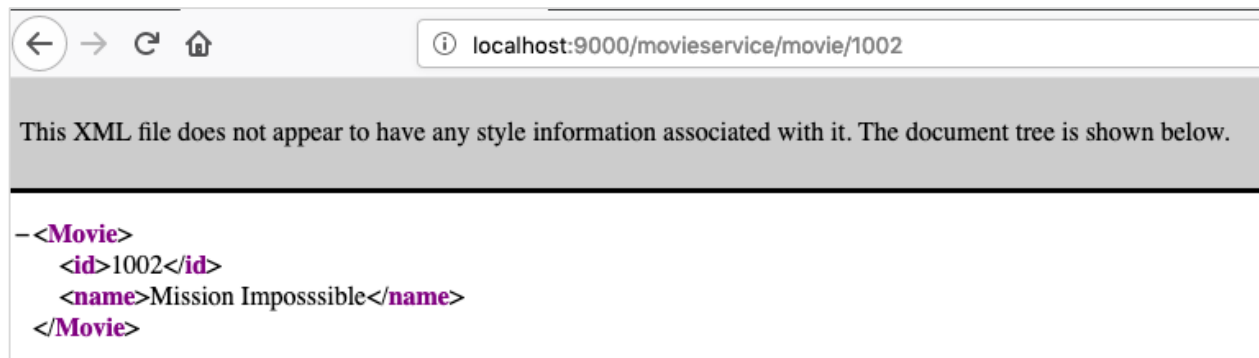 localhost:9000/movieservice/movie/1002
This XML file does not appear to have any style information associated with it. The document tree is shown below.
−<Movie>
<id>1002</id>
<name>Mission Imposssible</name>
</Movie>